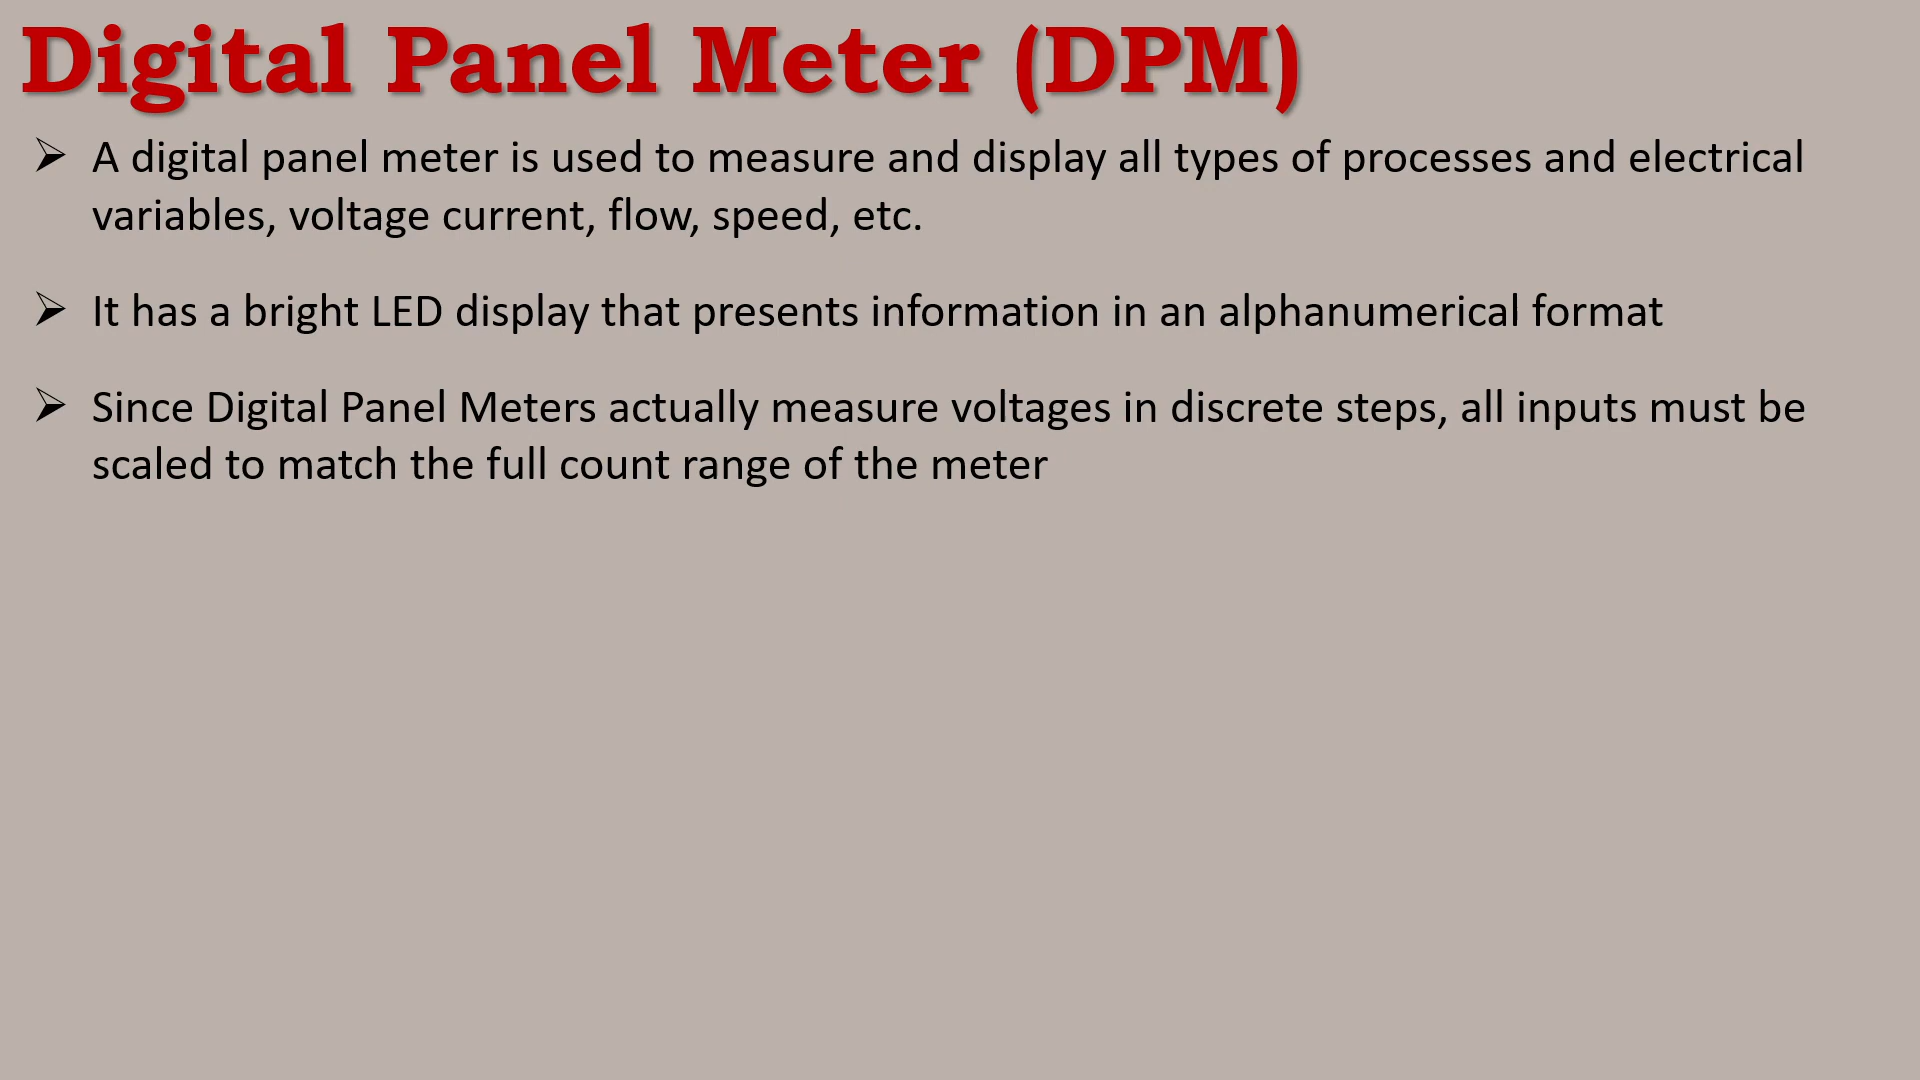 Digital Panel Meter (DPM)
➢ A digital panel meter is used to measure and display all types of processes and electrical
variables, voltage current, flow, speed, etc.
➢ It has a bright LED display that presents information in an alphanumerical format
➢ Since Digital Panel Meters actually measure voltages in discrete steps, all inputs must be
scaled to match the full count range of the meter